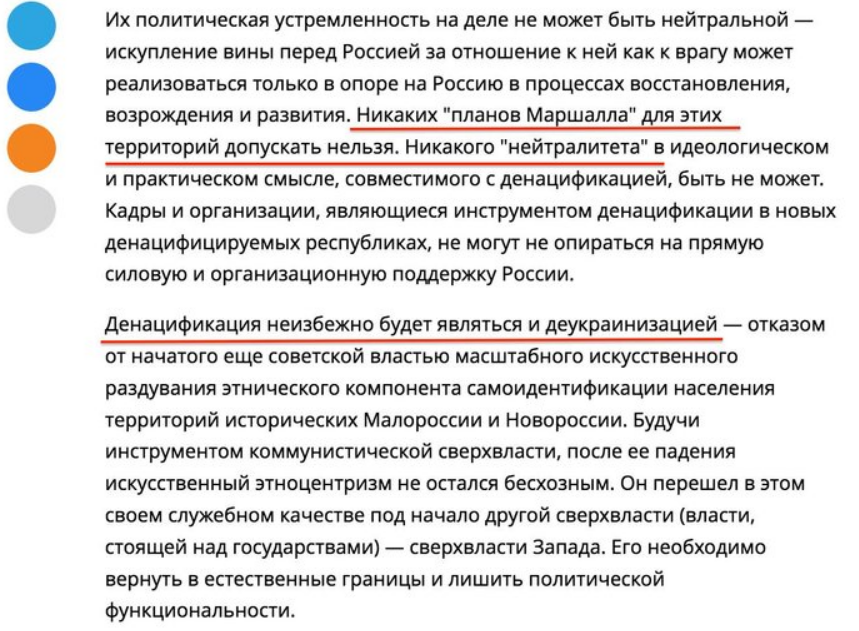 Их политическая устремленность на деле не может быть нейтральной —
искупление вины перед Россией за отношение к ней как к врагу может
реализоваться только в опоре на Россию в процессах восстановления,
возрождения и развития. Никаких "планов Маршалла" для этих
территорий допускать нельзя. Никакого "нейтралитета" в идеологическом
и практическом смысле, совместимого с денацификацией, быть не может.
Кадры и организации, являющиеся инструментом денацификации в новых
денацифицируемых республиках, не могут не опираться на прямую
силовую и организационную поддержку России.
Денацификация неизбежно будет являться и деукраинизацией — отказом
от начатого еще советской властью масштабного искусственного
раздувания этнического компонента самоидентификации населения
территорий исторических Малороссии и Новороссии. Будучи
инструментом коммунистической сверхвласти, после ее падения
искусственный этноцентризм не остался бесхозным. Он перешел в этом
своем служебном качестве под начало другой сверхвласти (власти,
стоящей над государствами) — сверхвласти Запада. Его необходимо
вернуть в естественные границы и лишить политической
функциональности.